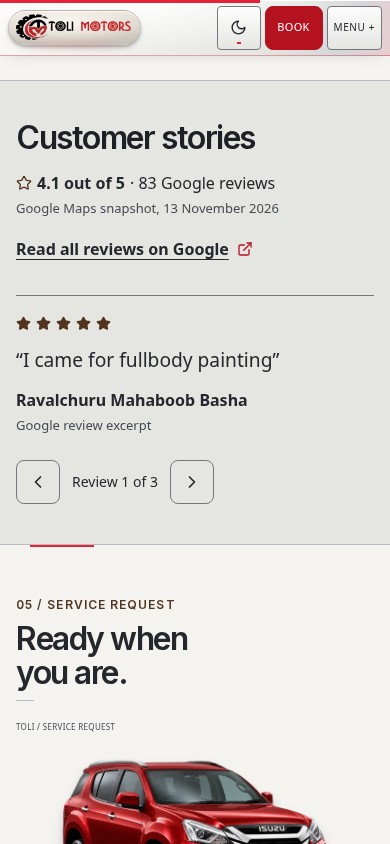 TOLI MOTORS
BOOK
MENU +
Customer stories
4.1 out of 5 · 83 Google reviews
Google Maps snapshot, 13 November 2026
Read all reviews on Google
“I came for fullbody painting”
Ravalchuru Mahaboob Basha
Google review excerpt
Review 1 of 3
05 / SERVICE REQUEST
Ready when
you are.
TOLI / SERVICE REQUEST
ISUZU